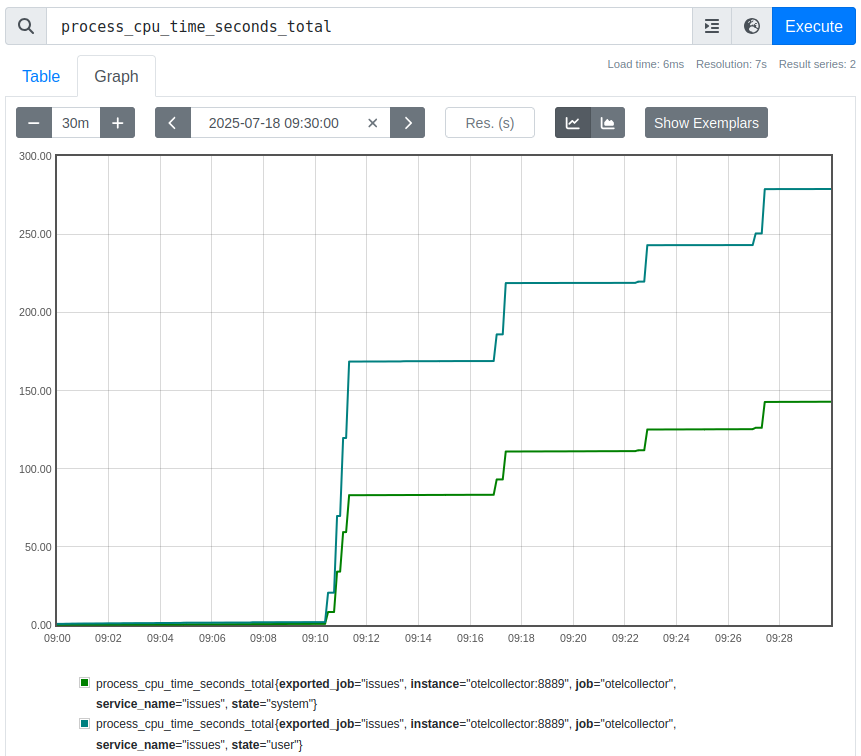 process_cpu_time_seconds_total
Execute
Load time: 6ms Resolution: 7s Result series: 2
Table
Graph
30m
2025-07-18 09:30:00
Res. (s)
Show Exemplars
300.00
250.00
200.00
150.00
100.00
50.00
0.00
09:00 09:02 09:04 09:06 09:08 09:10 09:12 09:14 09:16 09:18 09:20 09:22 09:24 09:26 09:28
process_cpu_time_seconds_total{exported_job="issues", instance="otelcollector:8889", job="otelcollector",
service_name="issues", state="system"}
process_cpu_time_seconds_total{exported_job="issues", instance="otelcollector:8889", job="otelcollector",
service_name="issues", state="user"}